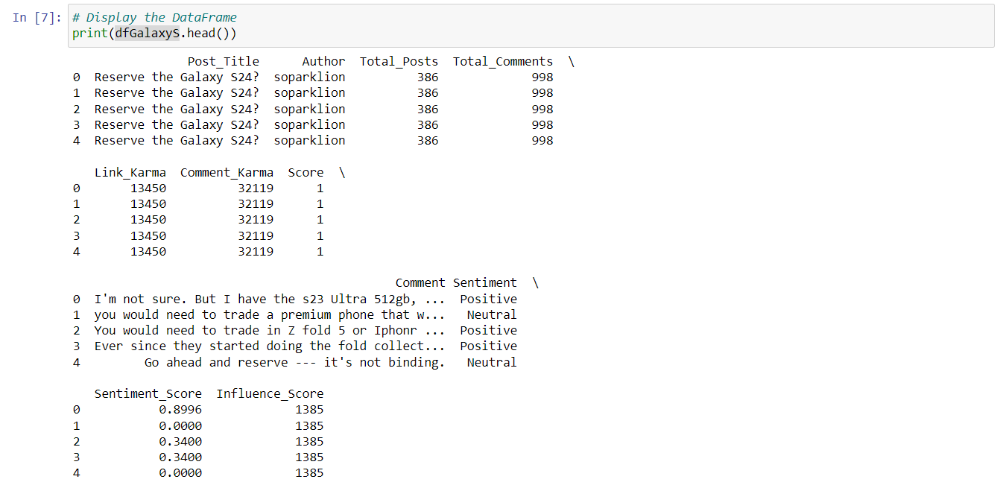 In [7]: # Display the DataFrame
print(dfGalaxyS.head())
Post_Title Author Total_Posts Total_Comments \
0 Reserve the Galaxy S24? soparklion 386 998
1 Reserve the Galaxy S24? soparklion 386 998
2 Reserve the Galaxy S24? soparklion 386 998
3 Reserve the Galaxy S24? soparklion 386 998
4 Reserve the Galaxy S24? soparklion 386 998
Link_Karma Comment_Karma Score \
0 13450 32119 1
1 13450 32119 1
2 13450 32119 1
3 13450 32119 1
4 13450 32119 1
Comment Sentiment \
0 I'm not sure. But I have the s23 Ultra 512gb, ... Positive
1 you would need to trade a premium phone that w... Neutral
2 You would need to trade in Z fold 5 or Iphonr ... Positive
3 Ever since they started doing the fold collect... Positive
4 Go ahead and reserve --- it's not binding. Neutral
Sentiment_Score Influence_Score
0 0.8996 1385
1 0.0000 1385
2 0.3400 1385
3 0.3400 1385
4 0.0000 1385